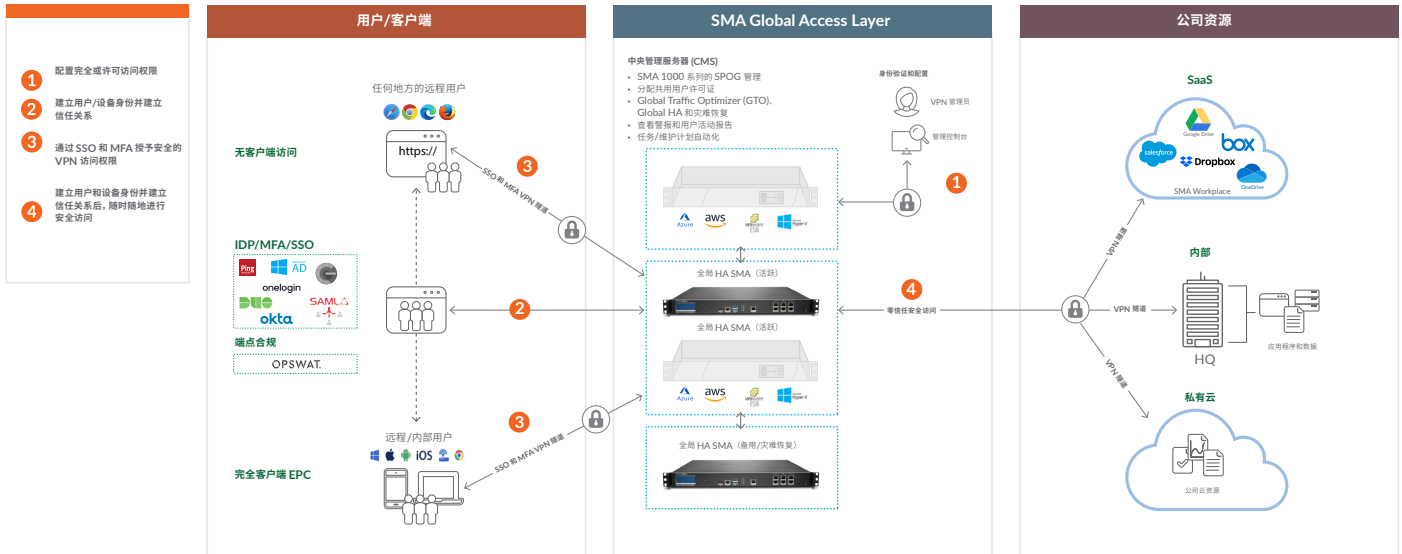 1
配置完全或许可访问权限
2
建立用户/设备身份并建立
信任关系
3
通过 SSO 和 MFA 授予安全的
VPN 访问权限
4
建立用户和设备身份并建立
信任关系后，随时随地进行
安全访问
用户/客户端
任何地方的远程用户
无客户端访问
https://
3
SSO 和 MFA VPN 隧道
IDP/MFA/SSO
Ping
AD
onelogin
DUO
SAML
okta
2
端点合规
OPSWAT.
远程/内部用户
iOS
完全客户端 EPC
3
SSO 和 MFA VPN 隧道
SMA Global Access Layer
中央管理服务器 (CMS)
• SMA 1000 系列的 SPOG 管理
• 分配共用用户许可证
• Global Traffic Optimizer (GTO)、
Global HA 和灾难恢复
• 查看警报和用户活动报告
• 任务/维护计划自动化
身份验证和配置
VPN 管理员
管理控制台
1
Azure
aws
vmware
ESXi
Hyper-V
全局 HA SMA（活跃）
全局 HA SMA（活跃）
Azure
aws
vmware
ESXi
Hyper-V
全局 HA SMA（备用/灾难恢复）
4
零信任安全访问
公司资源
SaaS
Google Drive
salesforce
box
Dropbox
OneDrive
SMA Workplace
VPN 隧道
内部
VPN 隧道
HQ
应用程序和数据
VPN 隧道
私有云
公司云资源